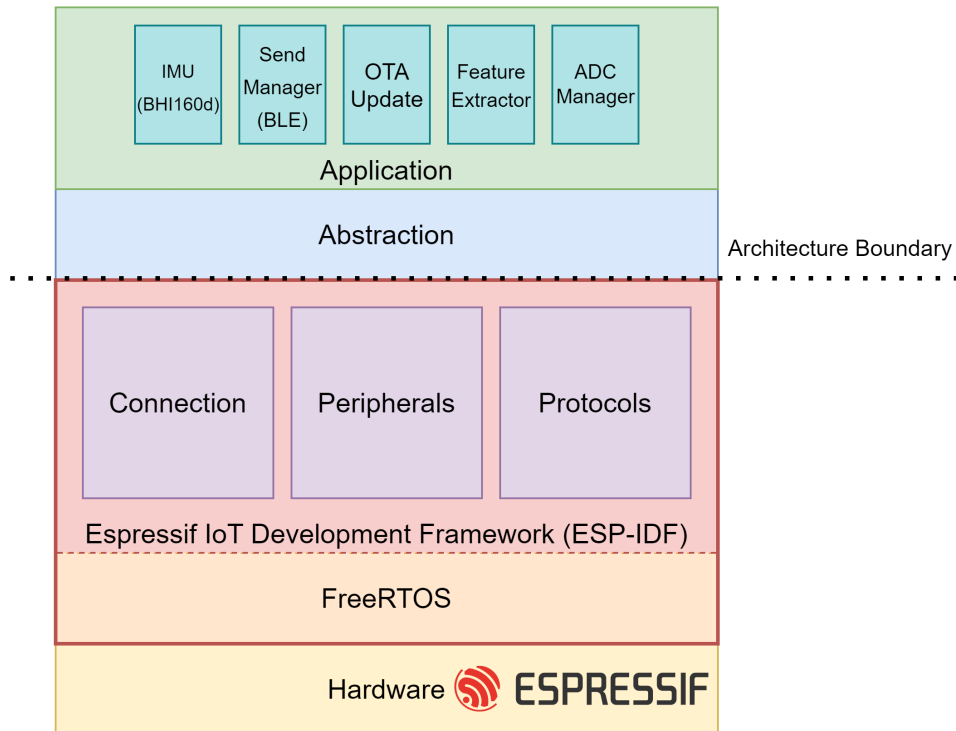 IMU
(BHI160d)
Send
Manager
(BLE)
OTA
Update
Feature
Extractor
ADC
Manager
Application
Abstraction
Architecture Boundary
Connection
Peripherals
Protocols
Espressif IoT Development Framework (ESP-IDF)
FreeRTOS
Hardware
ESPRESSIF